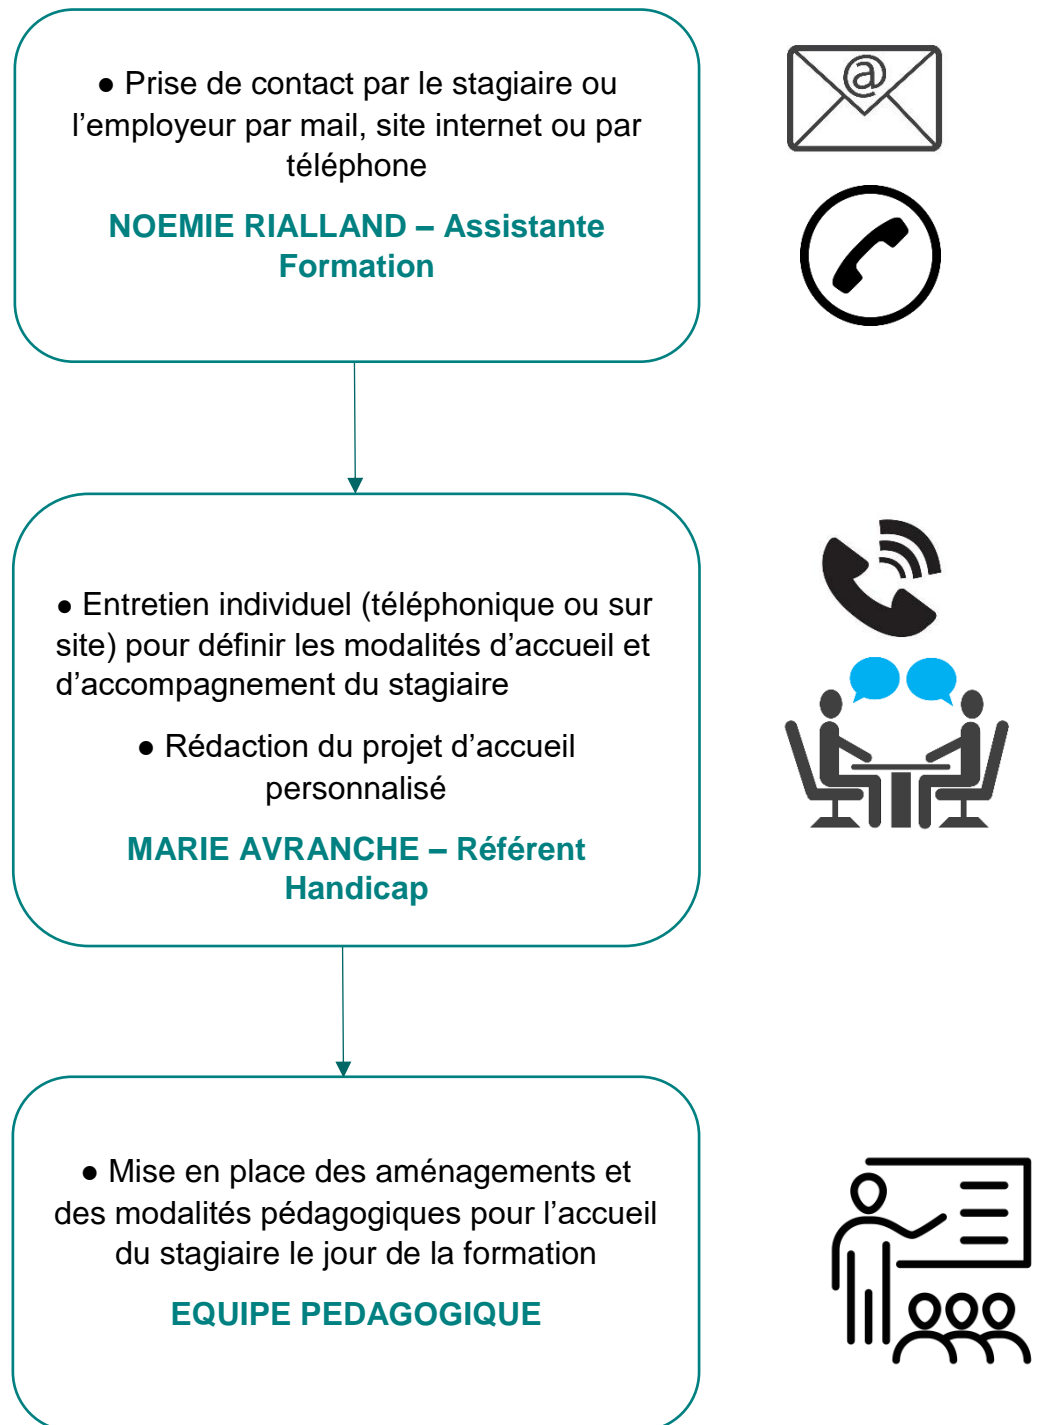 ● Prise de contact par le stagiaire ou
l’employeur par mail, site internet ou par
téléphone
NOEMIE RIALLAND – Assistante
Formation
@
● Entretien individuel (téléphonique ou sur
site) pour définir les modalités d’accueil et
d’accompagnement du stagiaire
● Rédaction du projet d’accueil
personnalisé
MARIE AVRANCHE – Référent
Handicap
● Mise en place des aménagements et
des modalités pédagogiques pour l’accueil
du stagiaire le jour de la formation
EQUIPE PEDAGOGIQUE